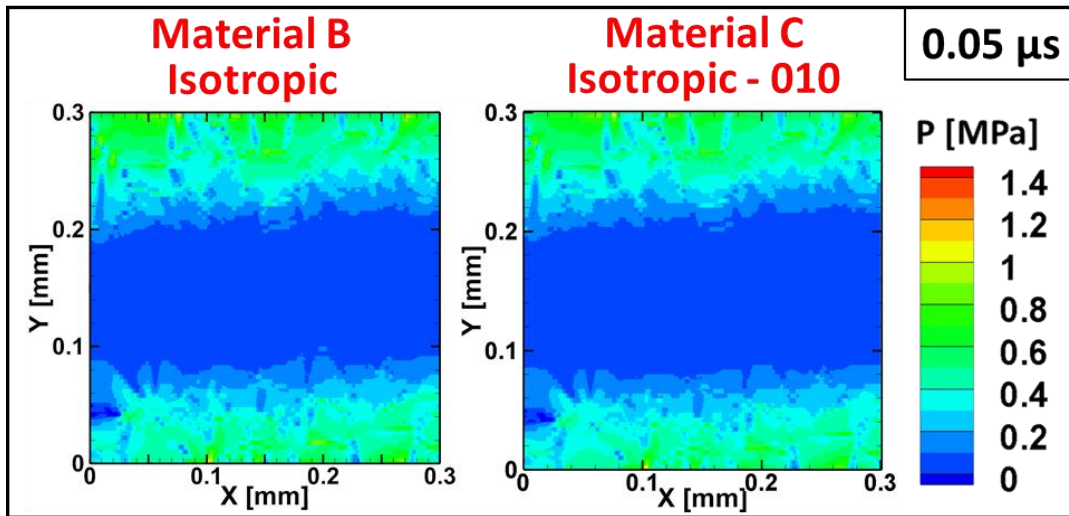 Material B
Isotropic
Material C
Isotropic - 010
0.05 µs
P [MPa]
1.4
1.2
1
0.8
0.6
0.4
0.2
0
Y [mm]
0.3
0.2
0.1
0
0 0.1 0.2 0.3
X [mm]
Y [mm]
0.3
0.2
0.1
0
0 0.1 0.2 0.3
X [mm]